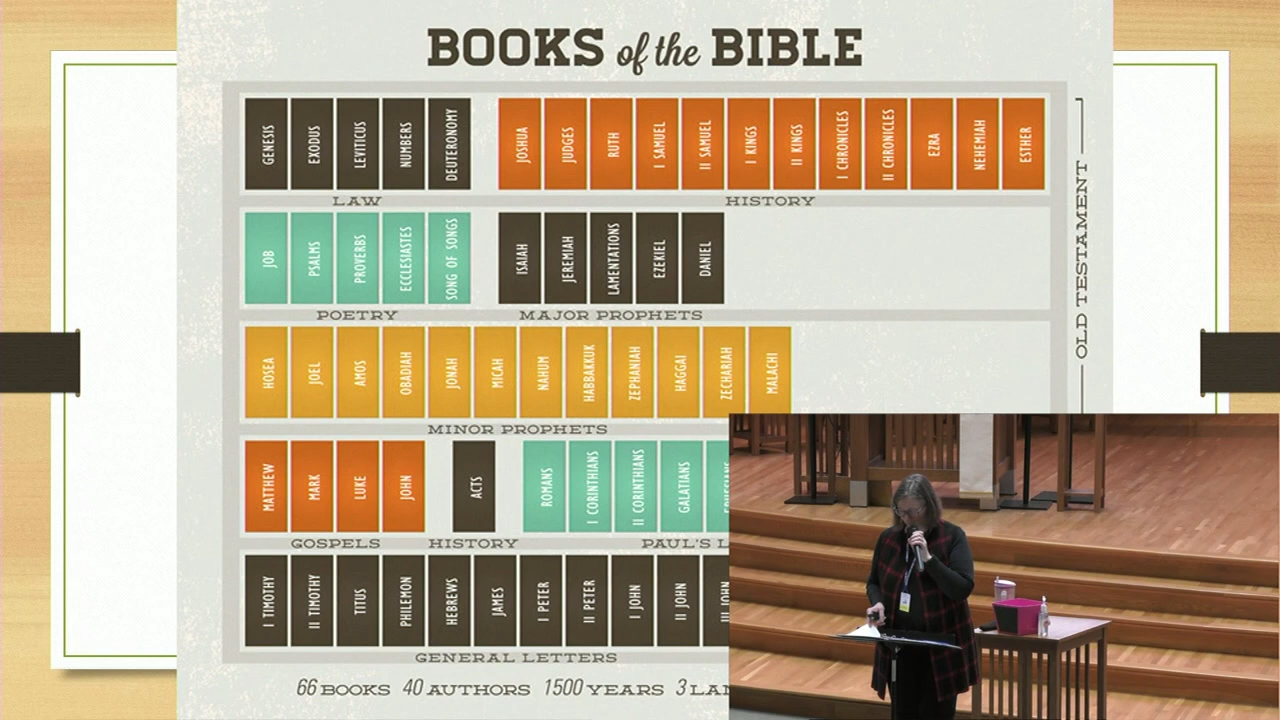 BOOKS of the BIBLE
GENESIS EXODUS LEVITICUS NUMBERS DEUTERONOMY JOSHUA JUDGES RUTH I SAMUEL II SAMUEL I KINGS II KINGS I CHRONICLES II CHRONICLES EZRA NEHEMIAH ESTHER
LAW HISTORY
JOB PSALMS PROVERBS ECCLESIASTES SONG OF SONGS ISAIAH JEREMIAH LAMENTATIONS EZEKIEL DANIEL
POETRY MAJOR PROPHETS
OLD TESTAMENT
HOSEA JOEL AMOS OBADIAH JONAH MICAH NAHUM HABBAKKUK ZEPHANIAH HAGGAI ZECHARIAH MALACHI
MINOR PROPHETS
MATTHEW MARK LUKE JOHN ACTS ROMANS I CORINTHIANS II CORINTHIANS GALATIANS
GOSPELS HISTORY PAUL'S L
I TIMOTHY II TIMOTHY TITUS PHILEMON HEBREWS JAMES I PETER II PETER I JOHN II JOHN
GENERAL LETTERS
66 BOOKS 40 AUTHORS 1500 YEARS 3 LAN